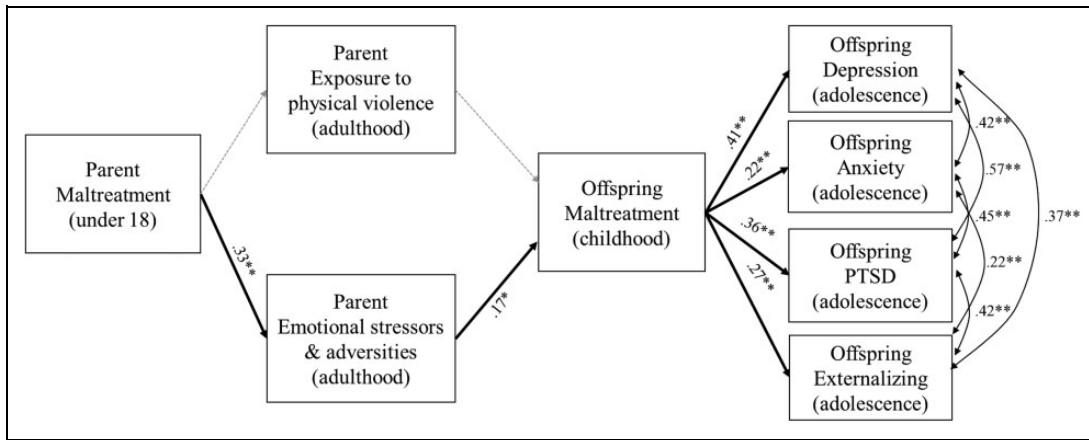 Parent
Maltreatment
(under 18)
Parent
Exposure to
physical violence
(adulthood)
.33**
Parent
Emotional stressors
& adversities
(adulthood)
.17*
Offspring
Maltreatment
(childhood)
.41**
.22**
.36**
.27**
Offspring
Depression
(adolescence)
Offspring
Anxiety
(adolescence)
Offspring
PTSD
(adolescence)
Offspring
Externalizing
(adolescence)
.42**
.57**
.45**
.37**
.22**
.42**